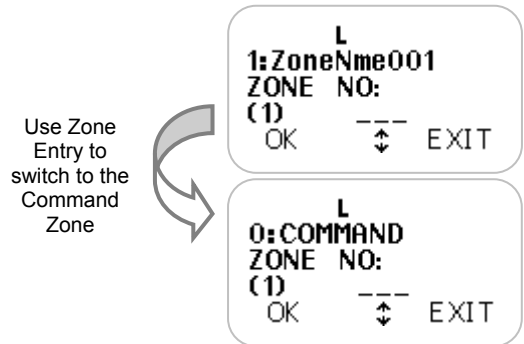 Use Zone
Entry to
switch to the
Command
Zone
L
1:ZoneNme001
ZONE NO:
(1) ___
OK ↕ EXIT
L
0:COMMAND
ZONE NO:
(1) ___
OK ↕ EXIT